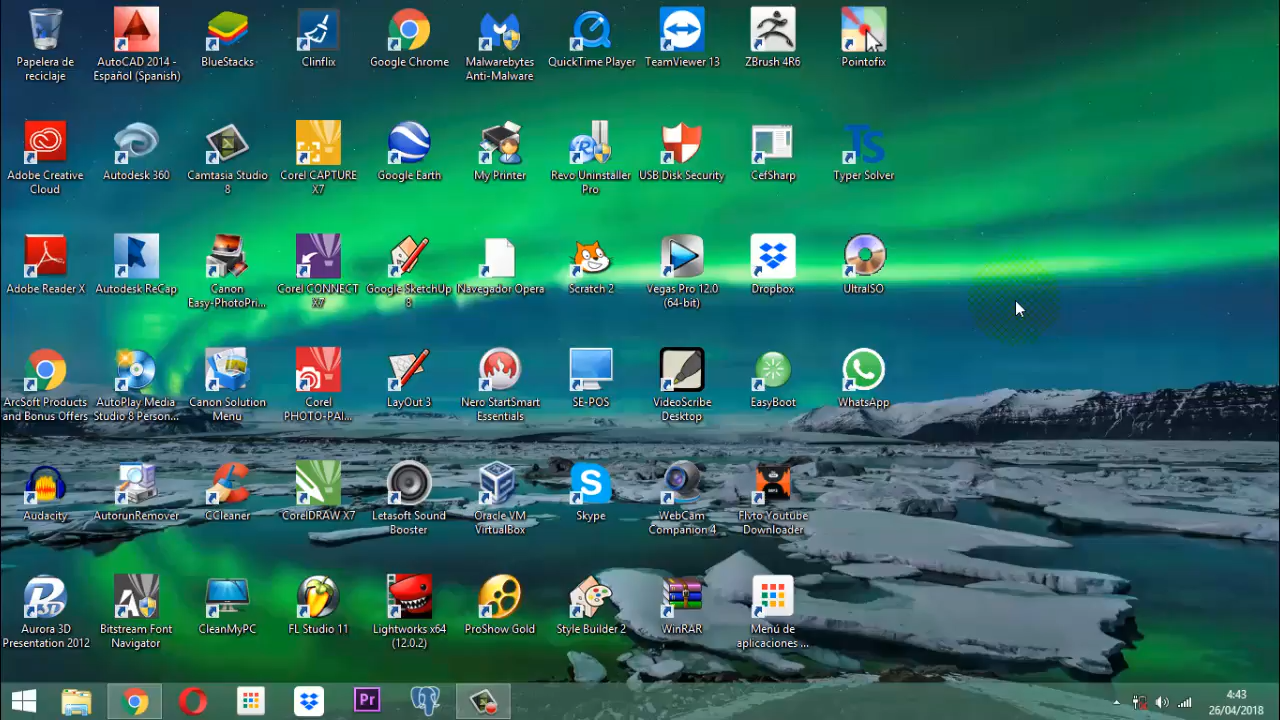 Papelera de
reciclaje
AutoCAD 2014 -
Español (Spanish)
BlueStacks
Clinflix
Google Chrome
Malwarebytes
Anti-Malware
QuickTime Player
TeamViewer 13
ZBrush 4R6
Pointofix
Adobe Creative
Cloud
Autodesk 360
Camtasia Studio
8
Corel CAPTURE
X7
Google Earth
My Printer
Revo Uninstaller
Pro
USB Disk Security
CefSharp
TS
Typer Solver
Adobe Reader X
Autodesk ReCap
Canon
Easy-PhotoPri...
Corel CONNECT
X7
Google SketchUp
8
Navegador Opera
Scratch 2
Vegas Pro 12.0
(64-bit)
Dropbox
UltraISO
ArcSoft Products
and Bonus Offers
AutoPlay Media
Studio 8 Person...
Canon Solution
Menu
Corel
PHOTO-PAI...
LayOut 3
Nero StartSmart
Essentials
SE-POS
VideoScribe
Desktop
EasyBoot
WhatsApp
Audacity
AutorunRemover
CCleaner
CorelDRAW X7
Letasoft Sound
Booster
Oracle VM
VirtualBox
Skype
WebCam
Companion 4
Flvto Youtube
Downloader
Aurora 3D
Presentation 2012
Bitstream Font
Navigator
CleanMyPC
FL Studio 11
Lightworks x64
(12.0.2)
ProShow Gold
Style Builder 2
WinRAR
Menú de
aplicaciones ...
Pr
4:43
26/04/2018